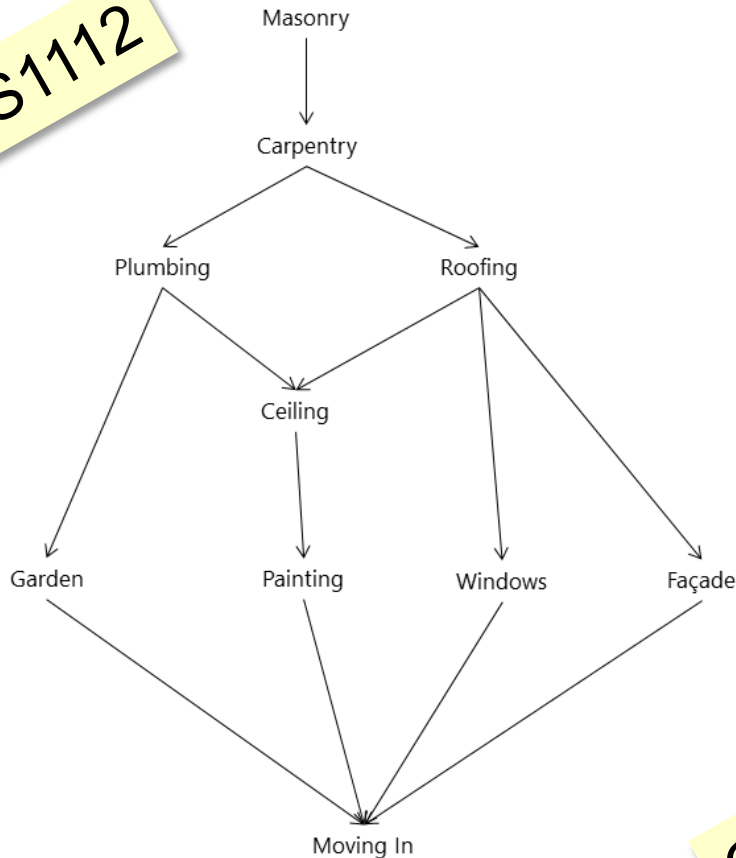 S1112
Masonry
Carpentry
Plumbing
Roofing
Ceiling
Garden
Painting
Windows
Façade
Moving In